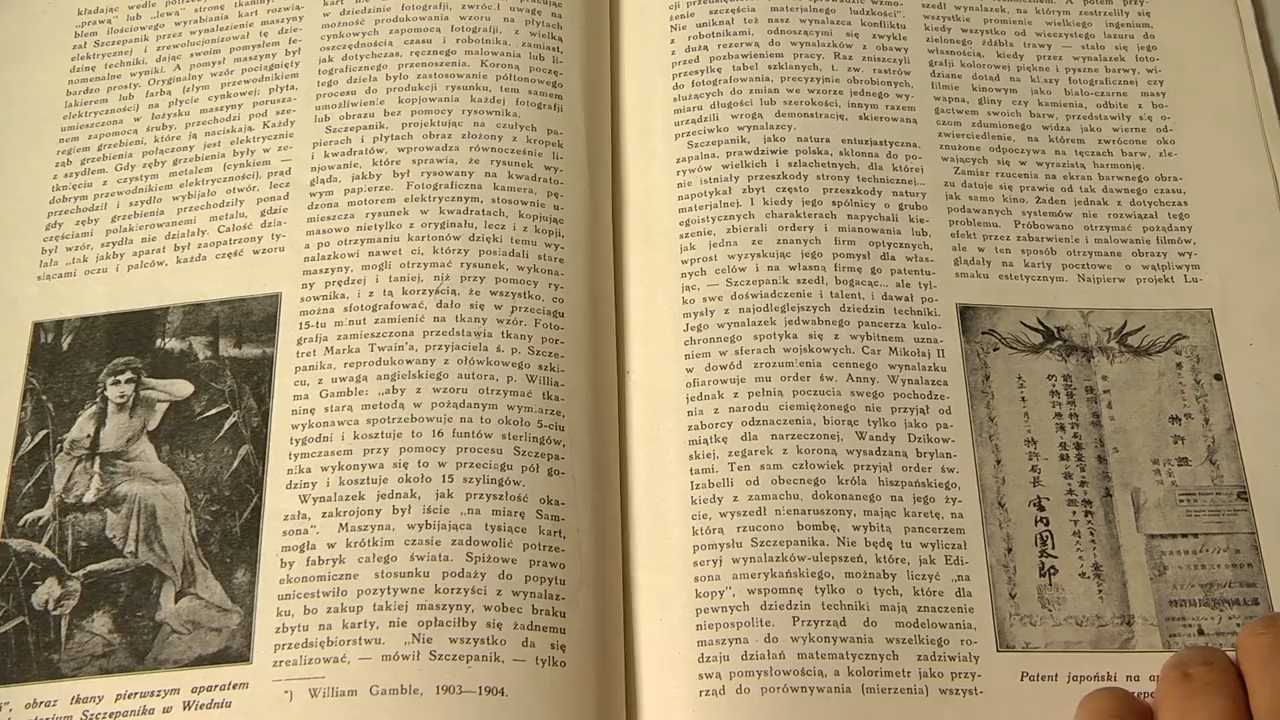 kładając wedle potrze
„prawą" lub „lewą" stronę tkaniny.
blem ilościowego wyrabiania kart rozwią-
zał Szczepanik przez wynalezienie maszyny
elektrycznej i zrewolucjonizował tę dzie-
dzinę techniki, dając swoim pomysłem fe-
nomenalne wyniki. A pomysł maszyny był
bardzo prosty. Oryginalny wzór pociągnięty
lakierem lub farbą (złym przewodnikiem
elektryczności) na płycie cynkowej; płyta,
umieszczona w łożysku maszyny porusza-
nem zapomocą śruby, przechodzi pod sze-
regiem grzebieni, które ją naciskają. Każdy
ząb grzebienia połączony jest elektrycznie
z szydłem. Gdy zęby grzebienia były w ze-
tknięciu z czystym metalem (cynkiem —
dobrym przewodnikiem elektryczności), prąd
przechodził i szydło wybijało otwór, lecz
gdy zęby grzebienia przechodziły ponad
częściami polakierowanemi metalu, gdzie
był wzór, szydła nie działały. Całość dzia-
łała „tak jakby aparat był zaopatrzony ty-
siącami oczu i palców, każda część wzoru
", obraz tkany pierwszym aparatem
Szczepanika w Wiedniu
w dziedzinie fotografji, zwróc.ł uwagę na
możność produkowania wzoru na płytach
cynkowych zapomocą fotografji, z wielką
oszczędnością czasu i robotnika, zamiast,
jak dotychczas, ręcznego malowania lub li-
tograficznego przenoszenia. Koroną poczę-
tego dzieła było zastosowanie półtonowego
procesu do produkcji rysunku, tem samem
umożliwienie kopjowania każdej fotografji
lub obrazu bez pomocy rysownika.
Szczepanik, projektując na czułych pa-
pierach i płytach obraz złożony z kropek
i kwadratów, wprowadza równocześnie li-
njowanie, które sprawia, że rysunek wy-
gląda, jakby był rysowany na kwadrato-
wym papierze. Fotograficzna kamera, pę-
dzona motorem elektrycznym, stosownie u-
mieszcza rysunek w kwadratach, kopjując
masowo nietylko z oryginału, lecz i z kopji,
a po otrzymaniu kartonów dzięki temu wy-
nalazkowi nawet ci, którzy posiadali stare
maszyny, mogli otrzymać rysunek, wykona-
ny prędzej i taniej, niż przy pomocy ry-
sownika, i z tą korzyścią, że wszystko, co
można sfotografować, dało się w przeciągu
15-tu m:nut zamienić na tkany wzór. Foto-
grafja zamieszczona przedstawia tkany por-
tret Marka Twain'a, przyjaciela ś. p. Szcze-
panika, reprodukowany z ołówkowego szki-
cu, z uwagą angielskiego autora, p. Willia-
ma Gamble: „aby z wzoru otrzymać tka-
ninę starą metodą w pożądanym wym:arze,
wykonawca spotrzebuje na to około 5-ciu
tygodni i kosztuje to 16 funtów sterlingów,
tymczasem przy pomocy procesu Szczepa-
nika wykonywa się to w przeciągu pół go-
dziny i kosztuje około 15 szylingów.
Wynalazek jednak, jak przyszłość oka-
zała, zakrojony był iście „na miarę Sam-
sona". Maszyna, wybijająca tysiące kart,
mogła w krótkim czasie zadowolić potrze-
by fabryk całego świata. Spiżowe prawo
ekonomiczne stosunku podaży do popytu
unicestwiło pozytywne korzyści z wynalaz-
ku, bo zakup takiej maszyny, wobec braku
zbytu na karty, nie opłaciłby się żadnemu
przedsiębiorstwu. „Nie wszystko da się
zrealizować, — mówił Szczepanik, — tylko
*) William Gamble, 1903—1904.
żenie szczęścia materjalnego ludzkości".
Nie uniknął też nasz wynalazca konfliktu
z robotnikami, odnoszącymi się zwykle
z dużą rezerwą do wynalazków z obawy
przed pozbawieniem pracy. Raz zniszczyli
przesyłkę tabel szklanych, t. zw. rastrów
do fotografowania, precyzyjnie obrobionych,
służących do zmian we wzorze jednego wy-
miaru długości lub szerokości, innym razem
urządzili wrogą demonstrację, skierowaną
przeciwko wynalazcy.
Szczepanik, jako natura entuzjastyczna,
zapalna, prawdziwie polska, skłonna do po-
rywów wielkich i szlachetnych, dla której
nie istniały przeszkody strony technicznej...
napotykał zbyt często przeszkody natury
materjalnej. I kiedy jego spólnicy o grubo
egoistycznych charakterach napychali kie-
szenie, zbierali ordery i mianowania lub,
jak jedna ze znanych firm optycznych,
wprost wyzyskując jego pomysł dla włas-
nych celów i na własną firmę go patentu-
jąc, — Szczepan:k szedł, bogacąc... ale tyl-
ko swe doświadczenie i talent, i dawał po-
mysły z najodleglejszych dziedzin techniki.
Jego wynalazek jedwabnego pancerza kulo-
chronnego spotyka się z wybitnem uzna-
niem w sferach wojskowych. Car Mikołaj II
w dowód zrozum:enia cennego wynalazku
ofiarowuje mu order św. Anny. Wynalazca
jednak z pełnią poczucia swego pochodze-
nia z narodu ciemiężonego nie przyjął od
zaborcy odznaczenia, biorąc tylko jako pa-
miątkę dla narzeczonej, Wandy Dzikow-
skiej, zegarek z koroną wysadzaną brylan-
tami. Ten sam człowiek przyjął order św.
Izabelli od obecnego króla hiszpańskiego,
kiedy z zamachu, dokonanego na jego ży-
cie, wyszedł nienaruszony, mając karetę, na
którą rzucono bombę, wybitą pancerzem
pomysłu Szczepanika. Nie będę tu wyliczał
seryj wynalazków-ulepszeń, które, jak Edi-
sona amerykańskiego, możnaby liczyć „na
kopy", wspomnę tylko o tych, które dla
pewnych dziedzin techniki mają znaczenie
niepospolite. Przyrząd do modelowania,
maszyna do wykonywania wszelkiego ro-
dzaju działań matematycznych zadziwiały
swą pomysłowością, a kolorimetr jako przy-
rząd do porównywania (mierzenia) wszyst-
szedł wynalazek, na którym zestrzeliły się
wszystkie promienie wielkiego ingenium,
kiedy wszystko od wieczystego lazuru do
zielonego źdźbła trawy — stało się jego
własnością, kiedy przez wynalazek foto-
grafji kolorowej piękne i pyszne barwy, wi-
dziane dotąd na kl:szy fotograficznej czy
filmie kinowym jako biało-czarne masy
wapna, gliny czy kamienia, odbite z bo-
gactwem swoich barw, przedstawiły się o-
czom zdumionego widza jako wierne od-
zwierciedlenie, na którem zwrócone oko
znużone odpoczywa na tęczach barw, zle-
wających się w wyrazistą harmonię.
Zamiar rzucenia na ekran barwnego obra-
zu datuje się prawie od tak dawnego czasu,
jak samo kino. Żaden jednak z dotychczas
podawanych systemów nie rozwiązał tego
problemu. Próbowano otrzymać pożądany
efekt przez zabarwienie i malowanie filmów,
ale w ten sposób otrzymane obrazy wy-
glądały na karty pocztowe o wątpliwym
smaku estetycznym. Najpierw projekt Lu-
特許證
特許局長
Patent japoński na ap